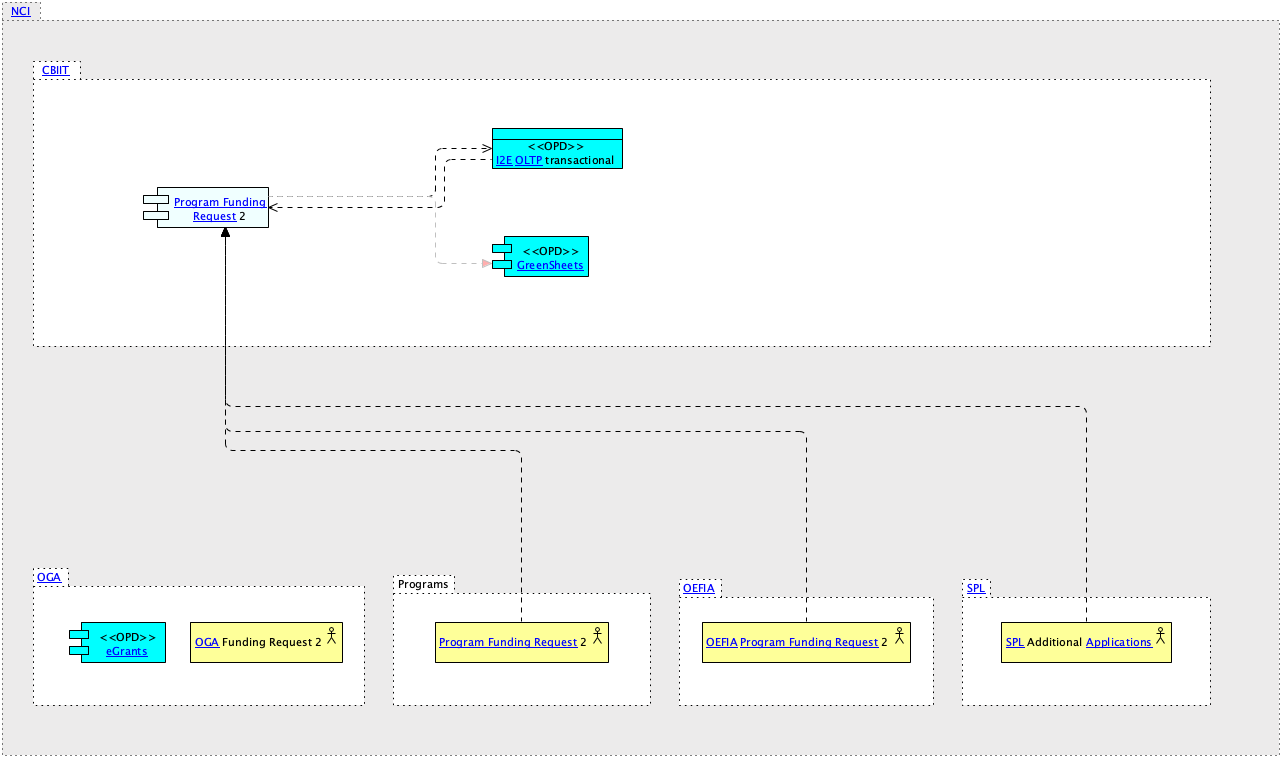 NCI
CBIIT
<<OPD>>
I2E OLTP transactional
Program Funding
Request 2
<<OPD>>
GreenSheets
OGA
<<OPD>>
eGrants
OGA Funding Request 2
Programs
Program Funding Request 2
OEFIA
OEFIA Program Funding Request 2
SPL
SPL Additional Applications